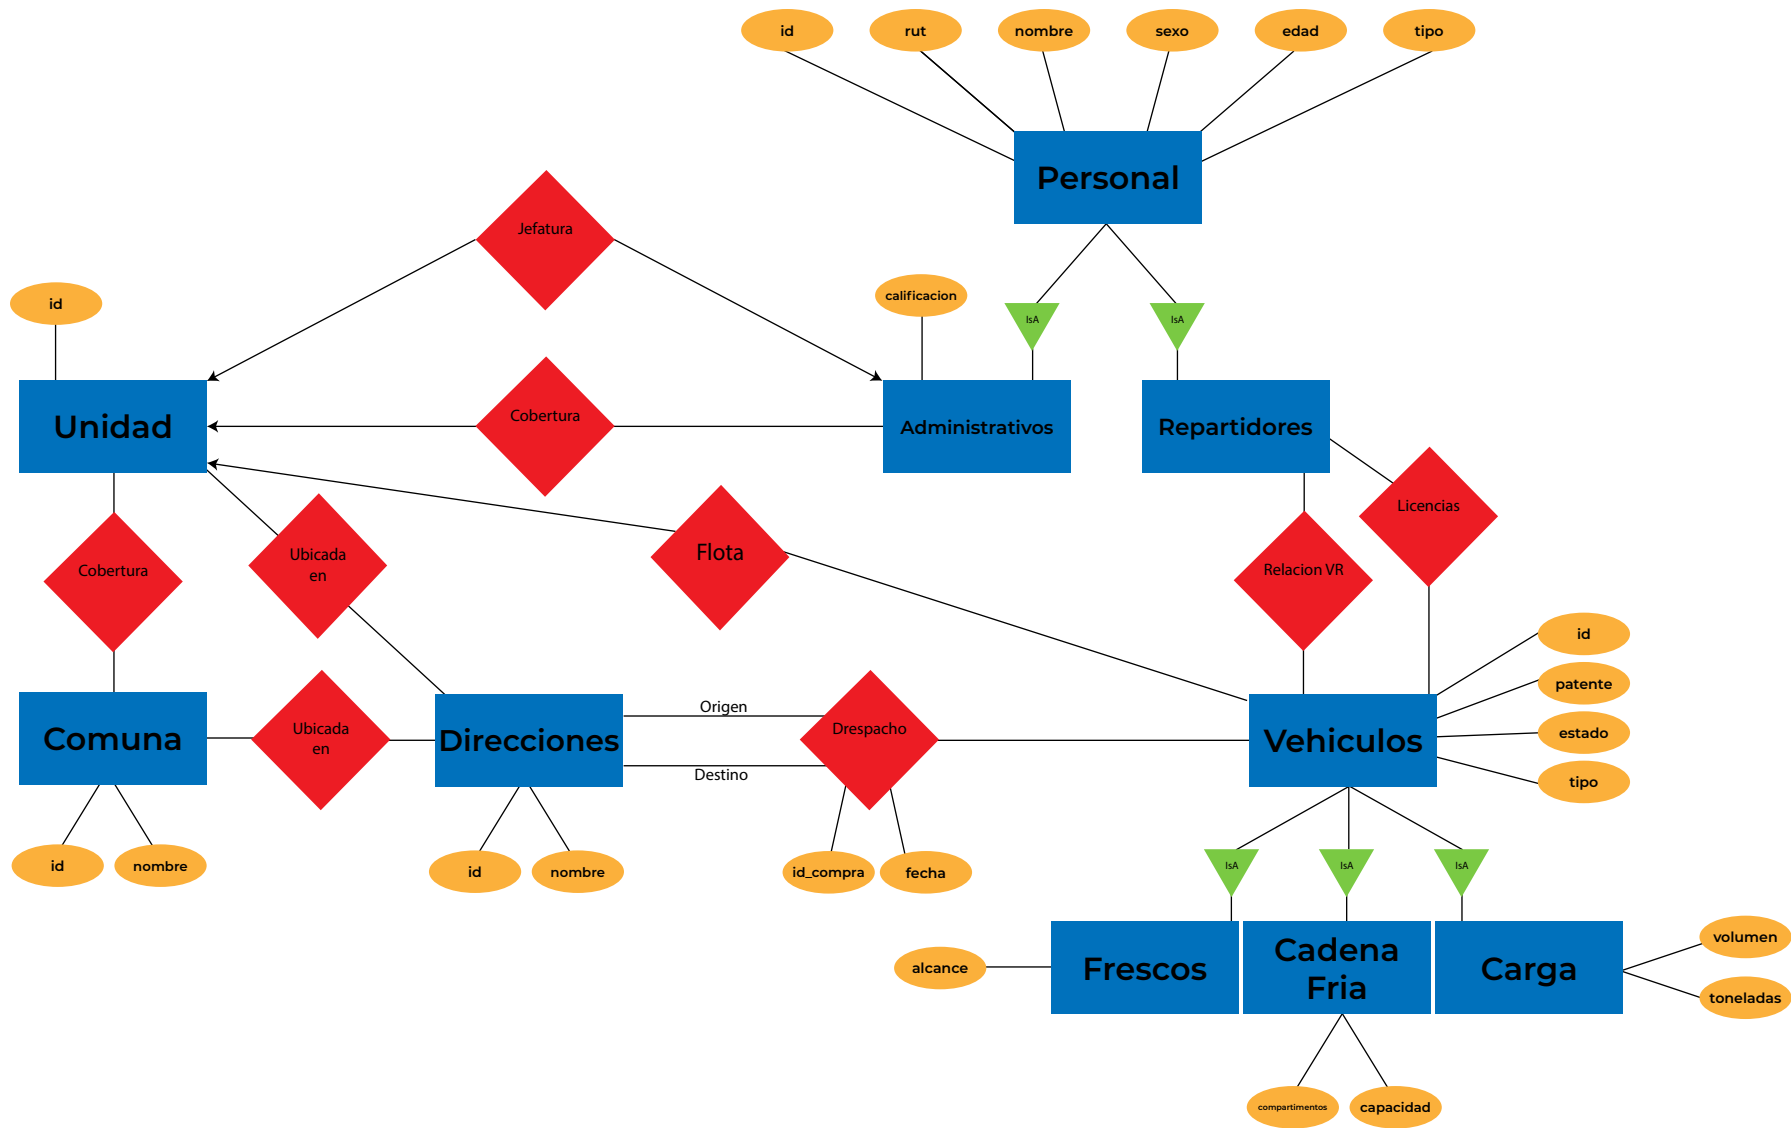 id
rut
nombre
sexo
edad
tipo
Personal
Jefatura
id
calificacion
IsA
IsA
Unidad
Cobertura
Administrativos
Repartidores
Licencias
Cobertura
Ubicada
en
Flota
Relacion VR
id
patente
estado
tipo
Comuna
Ubicada
en
Direcciones
Origen
Destino
Drespacho
Vehiculos
id
nombre
id
nombre
id_compra
fecha
IsA
IsA
IsA
alcance
Frescos
Cadena
Fria
Carga
volumen
toneladas
compartimentos
capacidad